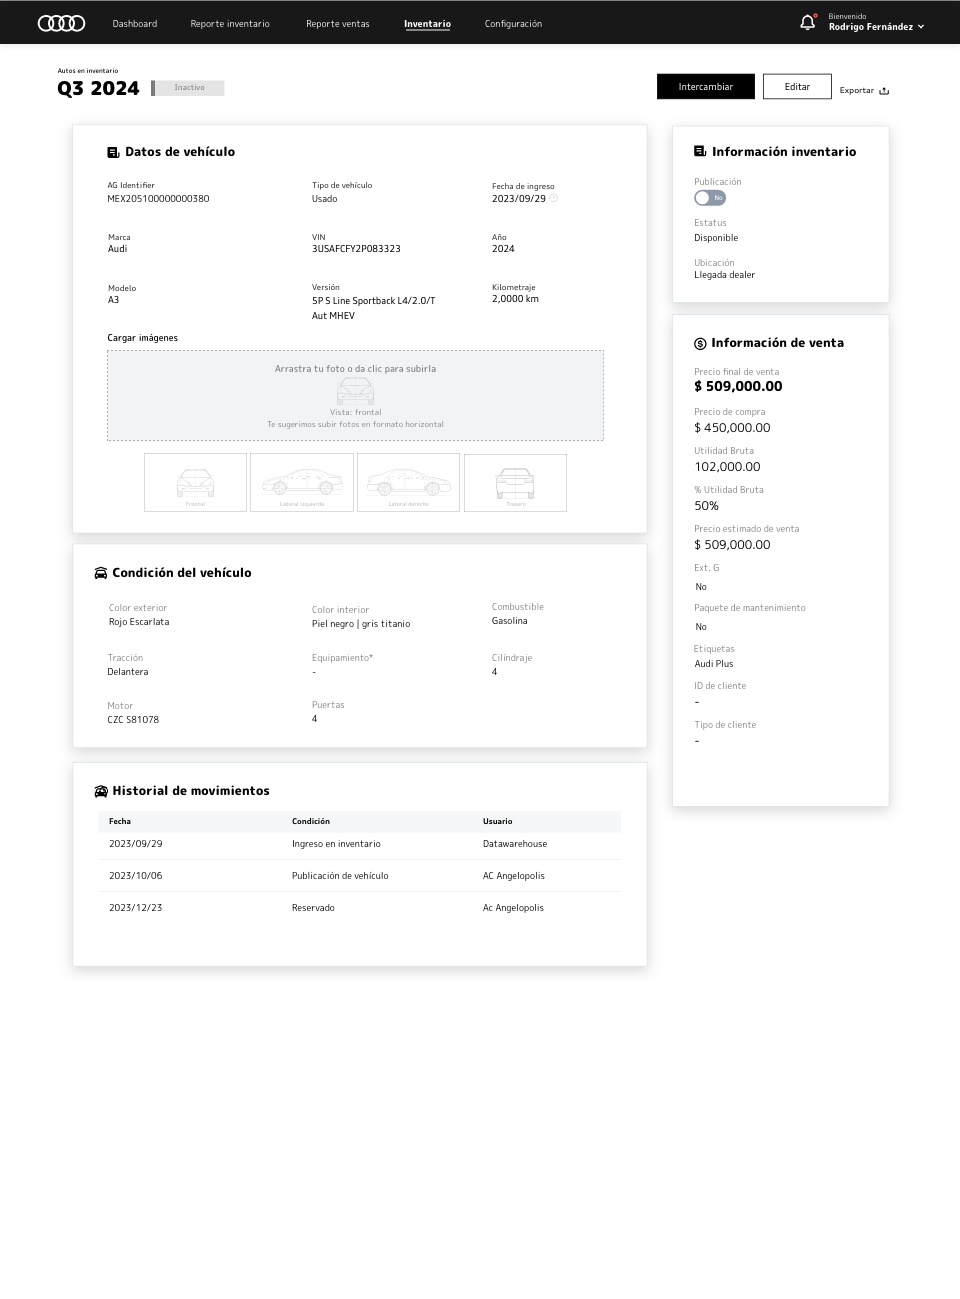 Dashboard
Reporte inventario
Reporte ventas
Inventario
Configuración
Bienvenido
Rodrigo Fernández
Autos en inventario
Q3 2024
Inactivo
Intercambiar
Editar
Exportar
Datos de vehículo
AG Identifier
MEX205100000000380
Tipo de vehículo
Usado
Fecha de ingreso
2023/09/29
Marca
Audi
VIN
3USAFCFY2P083323
Año
2024
Modelo
A3
Versión
5P S Line Sportback L4/2.0/T
Aut MHEV
Kilometraje
2,0000 km
Cargar imágenes
Arrastra tu foto o da clic para subirla
Vista: frontal
Te sugerimos subir fotos en formato horizontal
Frontal
Lateral izquierda
Lateral derecho
Trasero
Condición del vehículo
Color exterior
Rojo Escarlata
Color interior
Piel negro | gris titanio
Combustible
Gasolina
Tracción
Delantera
Equipamiento*
-
Cilíndraje
4
Motor
CZC S81078
Puertas
4
Historial de movimientos
Fecha Condición Usuario
2023/09/29 Ingreso en inventario Datawarehouse
2023/10/06 Publicación de vehículo AC Angelopolis
2023/12/23 Reservado Ac Angelopolis
Información inventario
Publicación
No
Estatus
Disponible
Ubicación
Llegada dealer
Información de venta
Precio final de venta
$ 509,000.00
Precio de compra
$ 450,000.00
Utilidad Bruta
102,000.00
% Utilidad Bruta
50%
Precio estimado de venta
$ 509,000.00
Ext. G
No
Paquete de mantenimiento
No
Etiquetas
Audi Plus
ID de cliente
-
Tipo de cliente
-